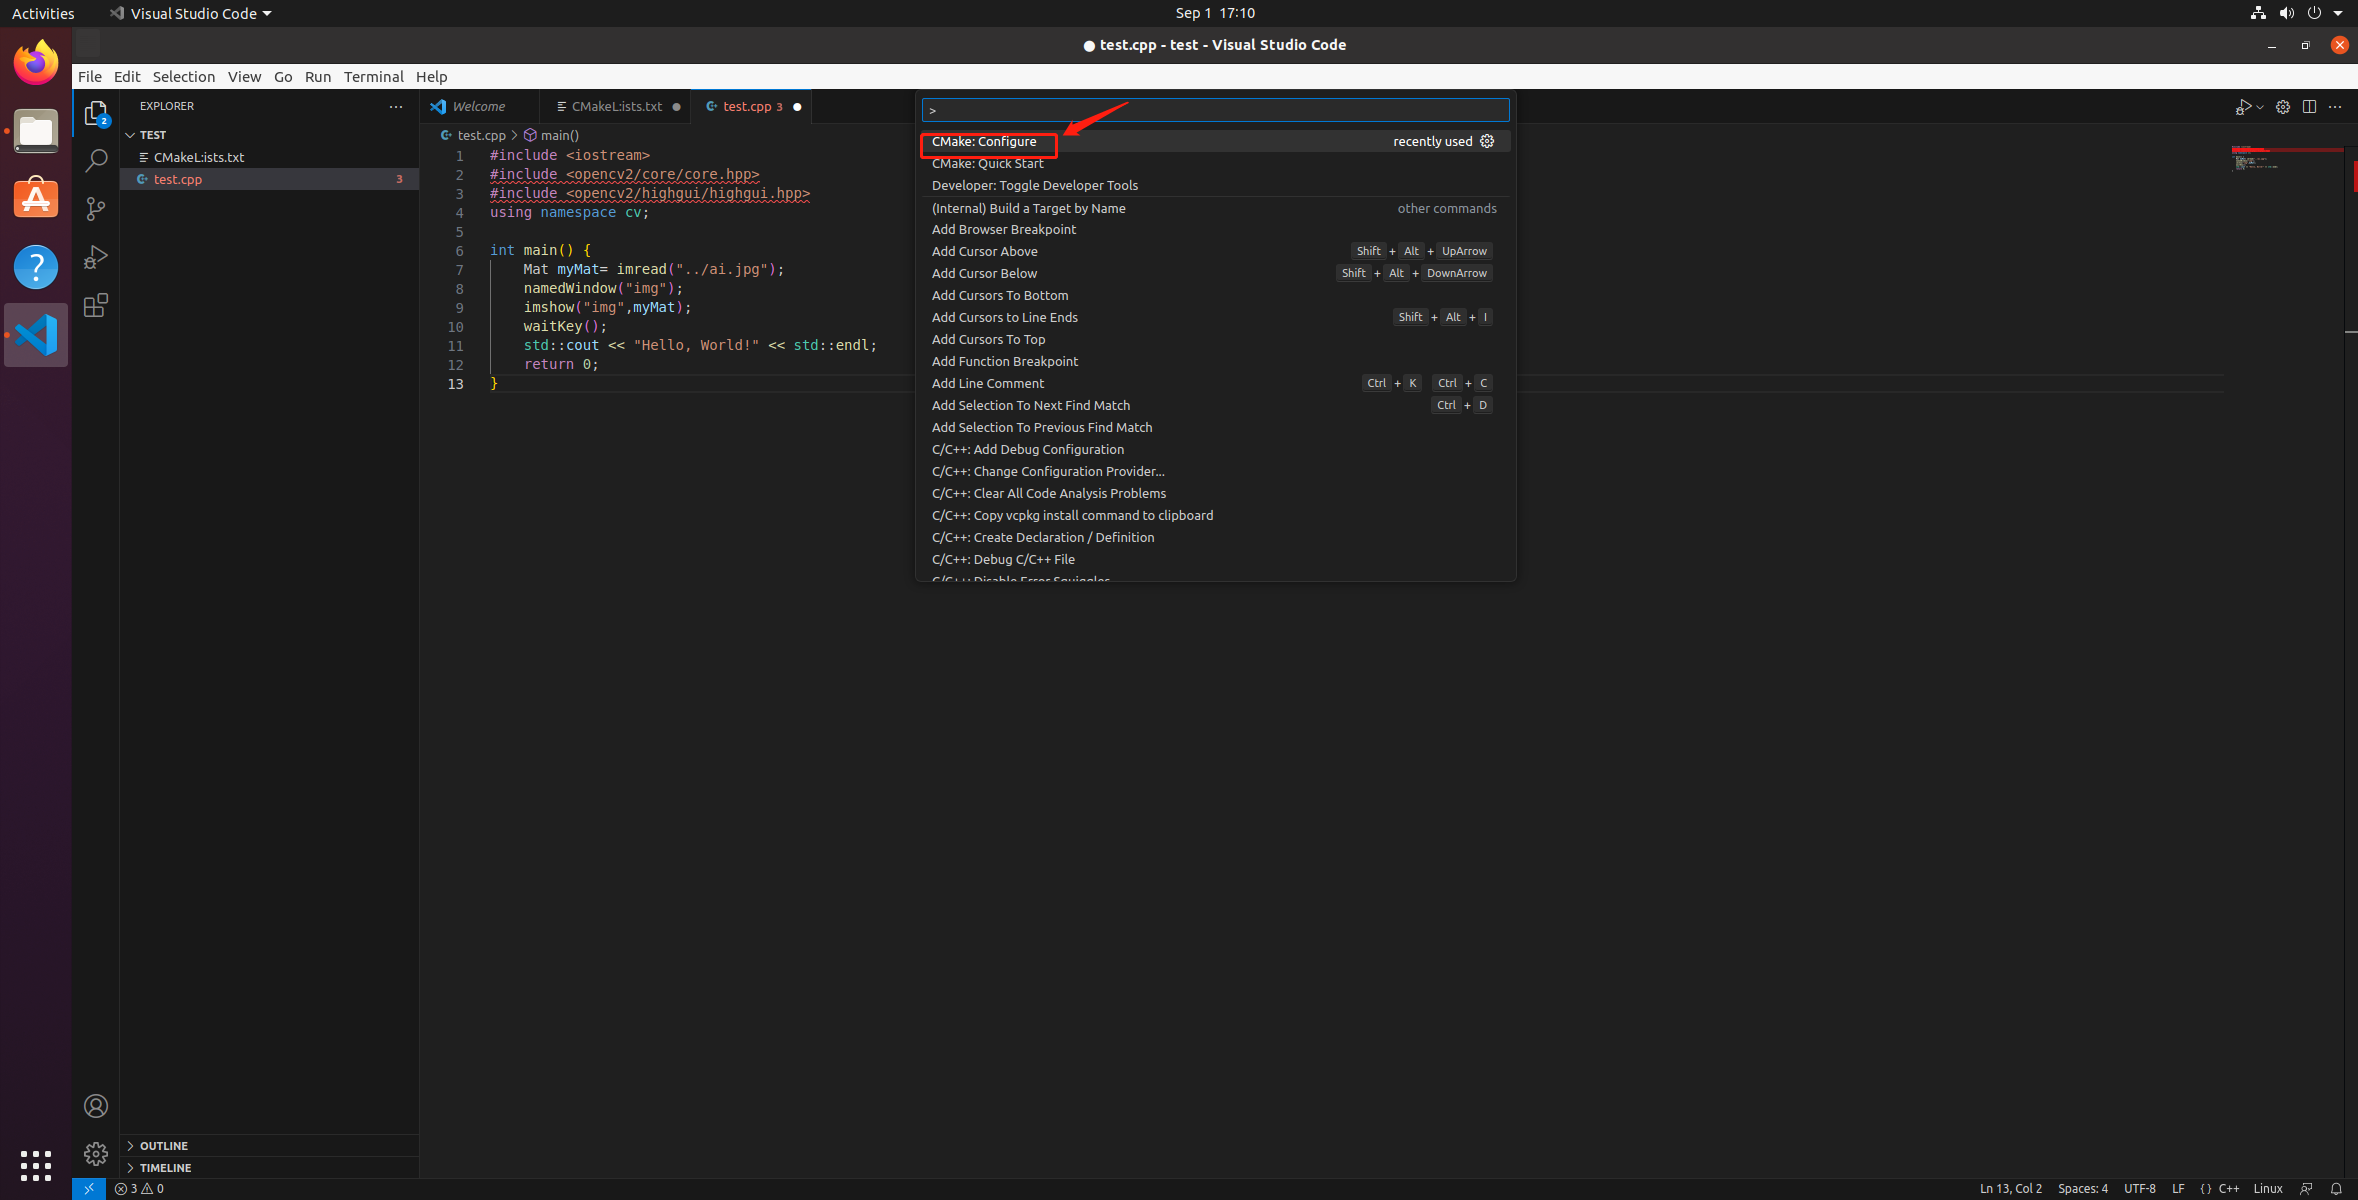 Activities
Visual Studio Code
Sep 1 17:10
● test.cpp - test - Visual Studio Code
File Edit Selection View Go Run Terminal Help
EXPLORER
Welcome
CMakeL:ists.txt
test.cpp 3
>
2
TEST
CMakeL:ists.txt
test.cpp 3
test.cpp > main()
1 #include <iostream>
2 #include <opencv2/core/core.hpp>
3 #include <opencv2/highgui/highgui.hpp>
4 using namespace cv;
5
6 int main() {
7 Mat myMat= imread("../ai.jpg");
8 namedWindow("img");
9 imshow("img",myMat);
10 waitKey();
11 std::cout << "Hello, World!" << std::endl;
12 return 0;
13 }
CMake: Configure recently used
CMake: Quick Start
Developer: Toggle Developer Tools
(Internal) Build a Target by Name other commands
Add Browser Breakpoint
Add Cursor Above Shift + Alt + UpArrow
Add Cursor Below Shift + Alt + DownArrow
Add Cursors To Bottom
Add Cursors to Line Ends Shift + Alt + I
Add Cursors To Top
Add Function Breakpoint
Add Line Comment Ctrl + K Ctrl + C
Add Selection To Next Find Match Ctrl + D
Add Selection To Previous Find Match
C/C++: Add Debug Configuration
C/C++: Change Configuration Provider...
C/C++: Clear All Code Analysis Problems
C/C++: Copy vcpkg install command to clipboard
C/C++: Create Declaration / Definition
C/C++: Debug C/C++ File
C/C++: Disable Error Squiggles
OUTLINE
TIMELINE
3 0
Ln 13, Col 2 Spaces: 4 UTF-8 LF {} C++ Linux